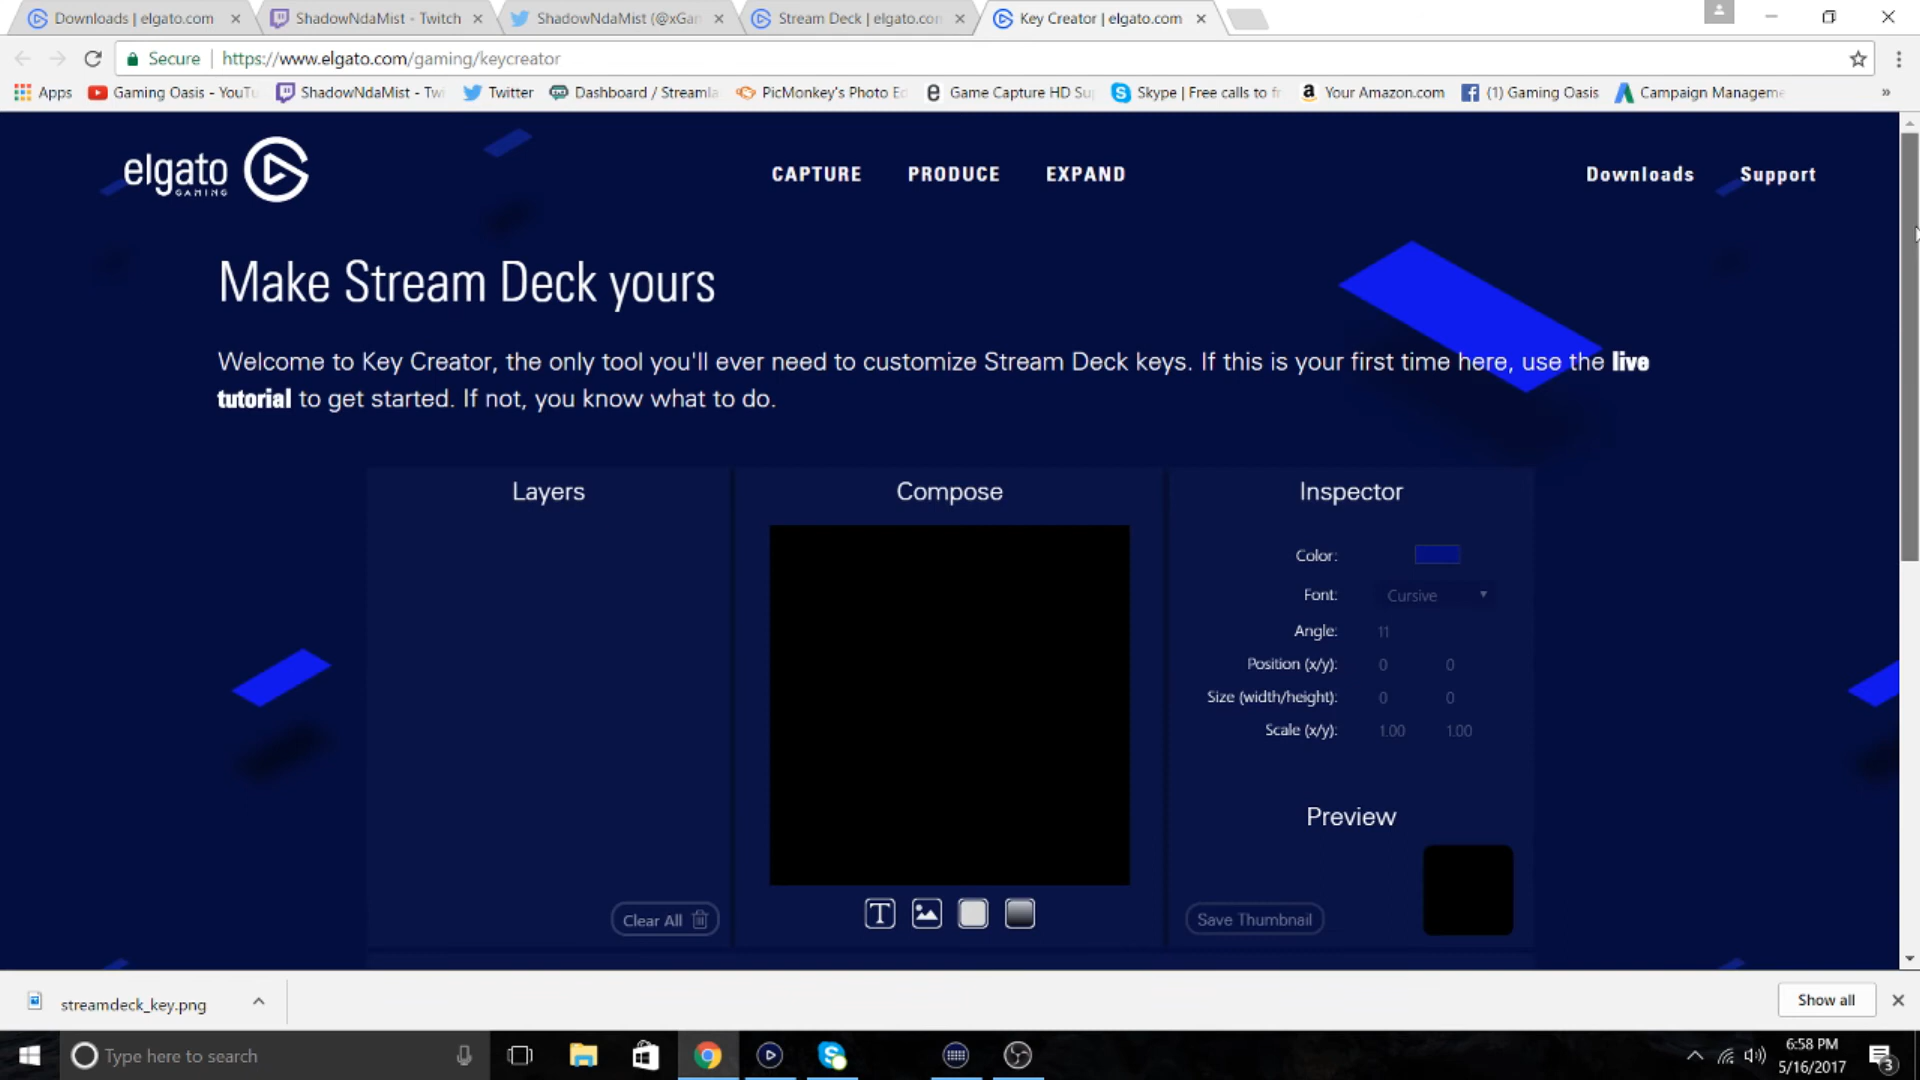 Downloads | elgato.com
ShadowNdaMist - Twitch
ShadowNdaMist (@xGam
Stream Deck | elgato.com
Key Creator | elgato.com
Secure
https://www.elgato.com/gaming/keycreator
Apps
Gaming Oasis - YouTu
ShadowNdaMist - Twi
Twitter
Dashboard / Streamla
PicMonkey's Photo Ed
Game Capture HD Su
Skype | Free calls to fr
Your Amazon.com
(1) Gaming Oasis
Campaign Manageme
»
elgato
GAMING
CAPTURE
PRODUCE
EXPAND
Downloads
Support
Make Stream Deck yours
Welcome to Key Creator, the only tool you'll ever need to customize Stream Deck keys. If this is your first time here, use the live
tutorial to get started. If not, you know what to do.
Layers
Compose
Inspector
Color:
Font: Cursive
Angle: 11
Position (x/y): 0 0
Size (width/height): 0 0
Scale (x/y): 1.00 1.00
Preview
Clear All
T
Save Thumbnail
streamdeck_key.png
Show all
Type here to search
6:58 PM
5/16/2017
3